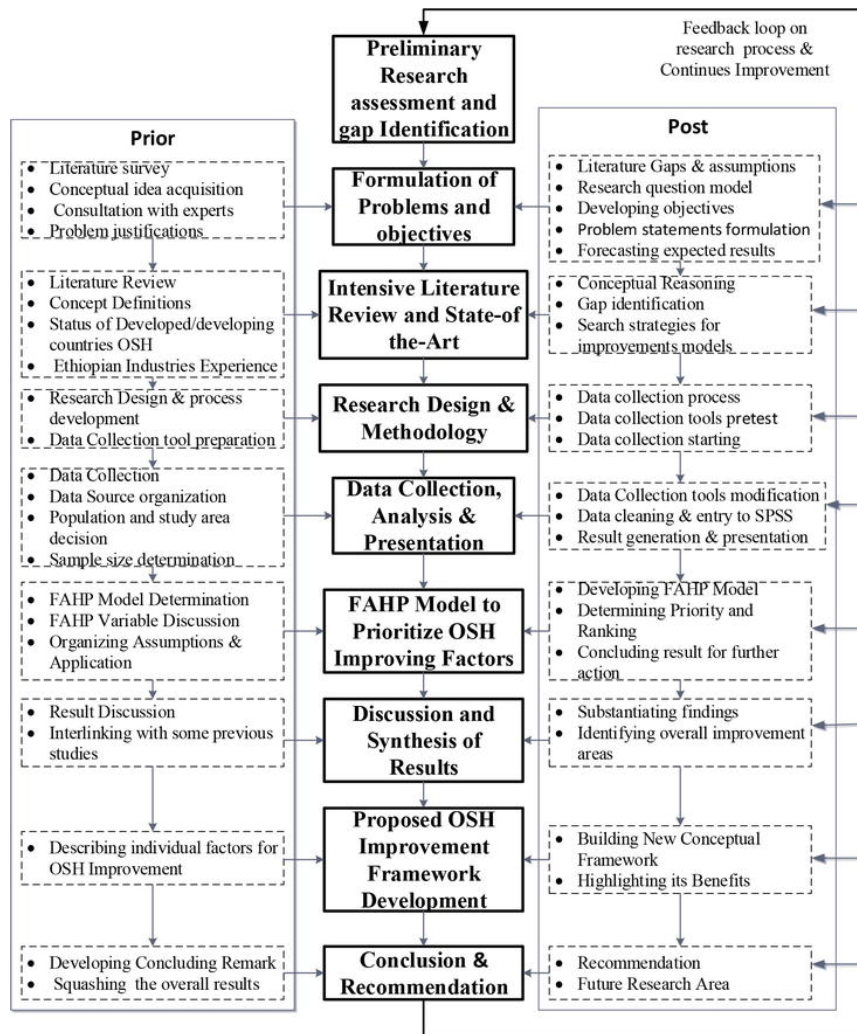 Feedback loop on
research process &
Continues Improvement
Preliminary
Research
assessment and
gap Identification
Prior
Literature survey
Conceptual idea acquisition
Consultation with experts
Problem justifications
Formulation of
Problems and
objectives
Post
Literature Gaps & assumptions
Research question model
Developing objectives
Problem statements formulation
Forecasting expected results
Literature Review
Concept Definitions
Status of Developed/developing
countries OSH
Ethiopian Industries Experience
Intensive Literature
Review and State-of
the-Art
Conceptual Reasoning
Gap identification
Search strategies for
improvements models
Research Design & process
development
Data Collection tool preparation
Research Design &
Methodology
Data collection process
Data collection tools pretest
Data collection starting
Data Collection
Data Source organization
Population and study area
decision
Sample size determination
Data Collection,
Analysis &
Presentation
Data Collection tools modification
Data cleaning & entry to SPSS
Result generation & presentation
FAHP Model Determination
FAHP Variable Discussion
Organizing Assumptions &
Application
FAHP Model to
Prioritize OSH
Improving Factors
Developing FAHP Model
Determining Priority and
Ranking
Concluding result for further
action
Result Discussion
Interlinking with some previous
studies
Discussion and
Synthesis of
Results
Substantiating findings
Identifying overall improvement
areas
Describing individual factors for
OSH Improvement
Proposed OSH
Improvement
Framework
Development
Building New Conceptual
Framework
Highlighting its Benefits
Developing Concluding Remark
Squashing the overall results
Conclusion &
Recommendation
Recommendation
Future Research Area